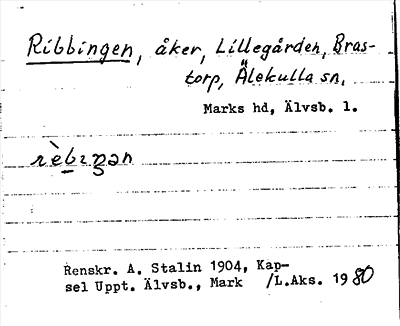 Ribbingen, åker, Lillegården, Bras-
torp, Älekulla sn,
Marks hd, Älvsb. l.
rèbiŋən
Renskr. A. Stalin 1904, Kap-
sel Uppt. Älvsb., Mark /L.Aks. 1980